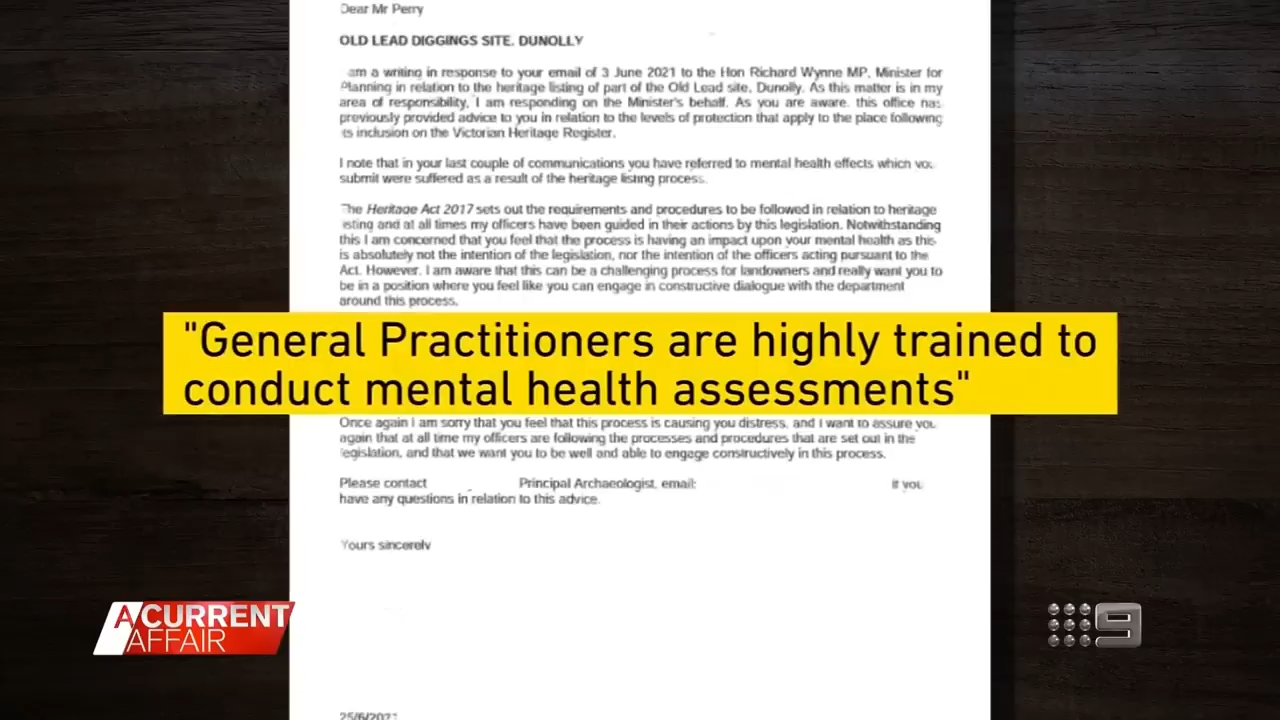 Dear Mr Perry
OLD LEAD DIGGINGS SITE, DUNOLLY
am a writing in response to your email of 3 June 2021 to the Hon Richard Wynne MP, Minister for
Planning in relation to the heritage listing of part of the Old Lead site, Dunolly. As this matter is in my
area of responsibility, I am responding on the Minister's behalf. As you are aware, this office has
previously provided advice to you in relation to the levels of protection that apply to the place following
its inclusion on the Victorian Heritage Register.
I note that in your last couple of communications you have referred to mental health effects which you
submit were suffered as a result of the heritage listing process.
The Heritage Act 2017 sets out the requirements and procedures to be followed in relation to heritage
listing and at all times my officers have been guided in their actions by this legislation. Notwithstanding
this I am concerned that you feel that the process is having an impact upon your mental health as this
is absolutely not the intention of the legislation, nor the intention of the officers acting pursuant to the
Act. However, I am aware that this can be a challenging process for landowners and really want you to
be in a position where you feel like you can engage in constructive dialogue with the department
around this process.
"General Practitioners are highly trained to
conduct mental health assessments"
Once again I am sorry that you feel that this process is causing you distress, and I want to assure you
again that at all time my officers are following the processes and procedures that are set out in the
legislation, and that we want you to be well and able to engage constructively in this process.
Please contact Principal Archaeologist, email: if you
have any questions in relation to this advice.
Yours sincerely
A CURRENT
AFFAIR
9
25/6/2021